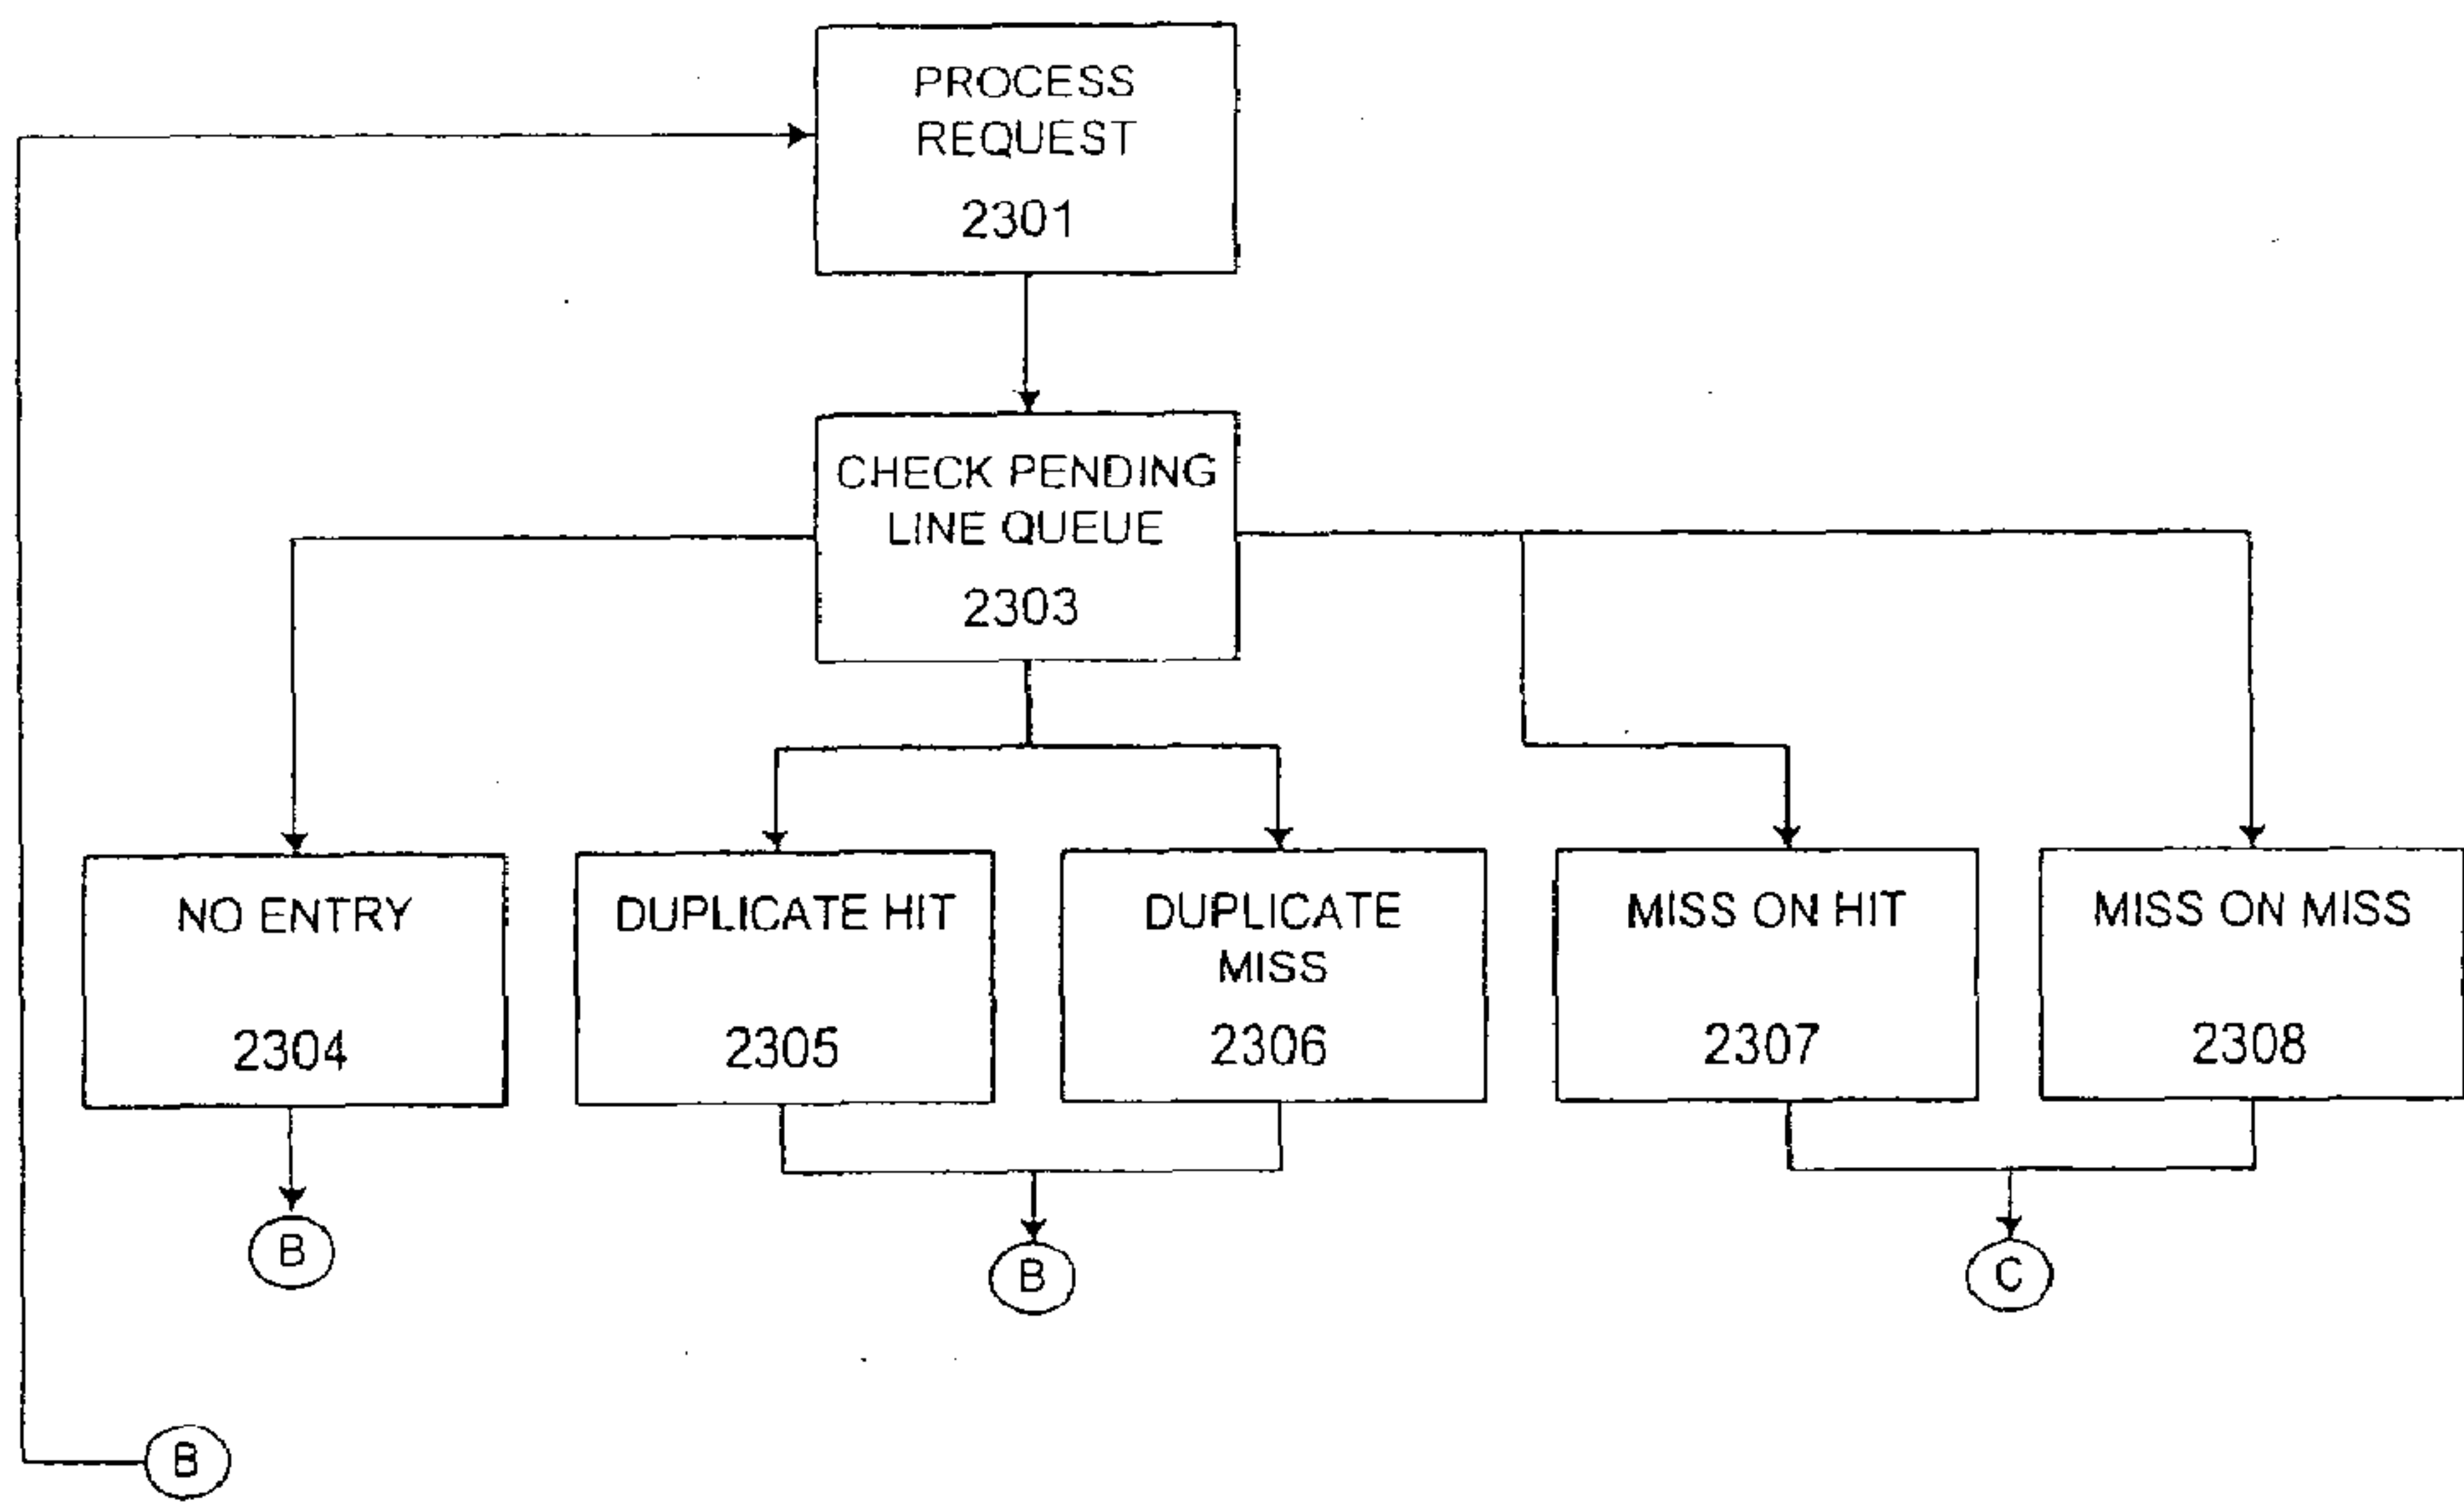 PROCESS
REQUEST
2301
CHECK PENDING
LINE QUEUE
2303
NO ENTRY
2304
DUPLICATE HIT
2305
DUPLICATE
MISS
2306
MISS ON HIT
2307
MISS ON MISS
2308
B
B
C
B